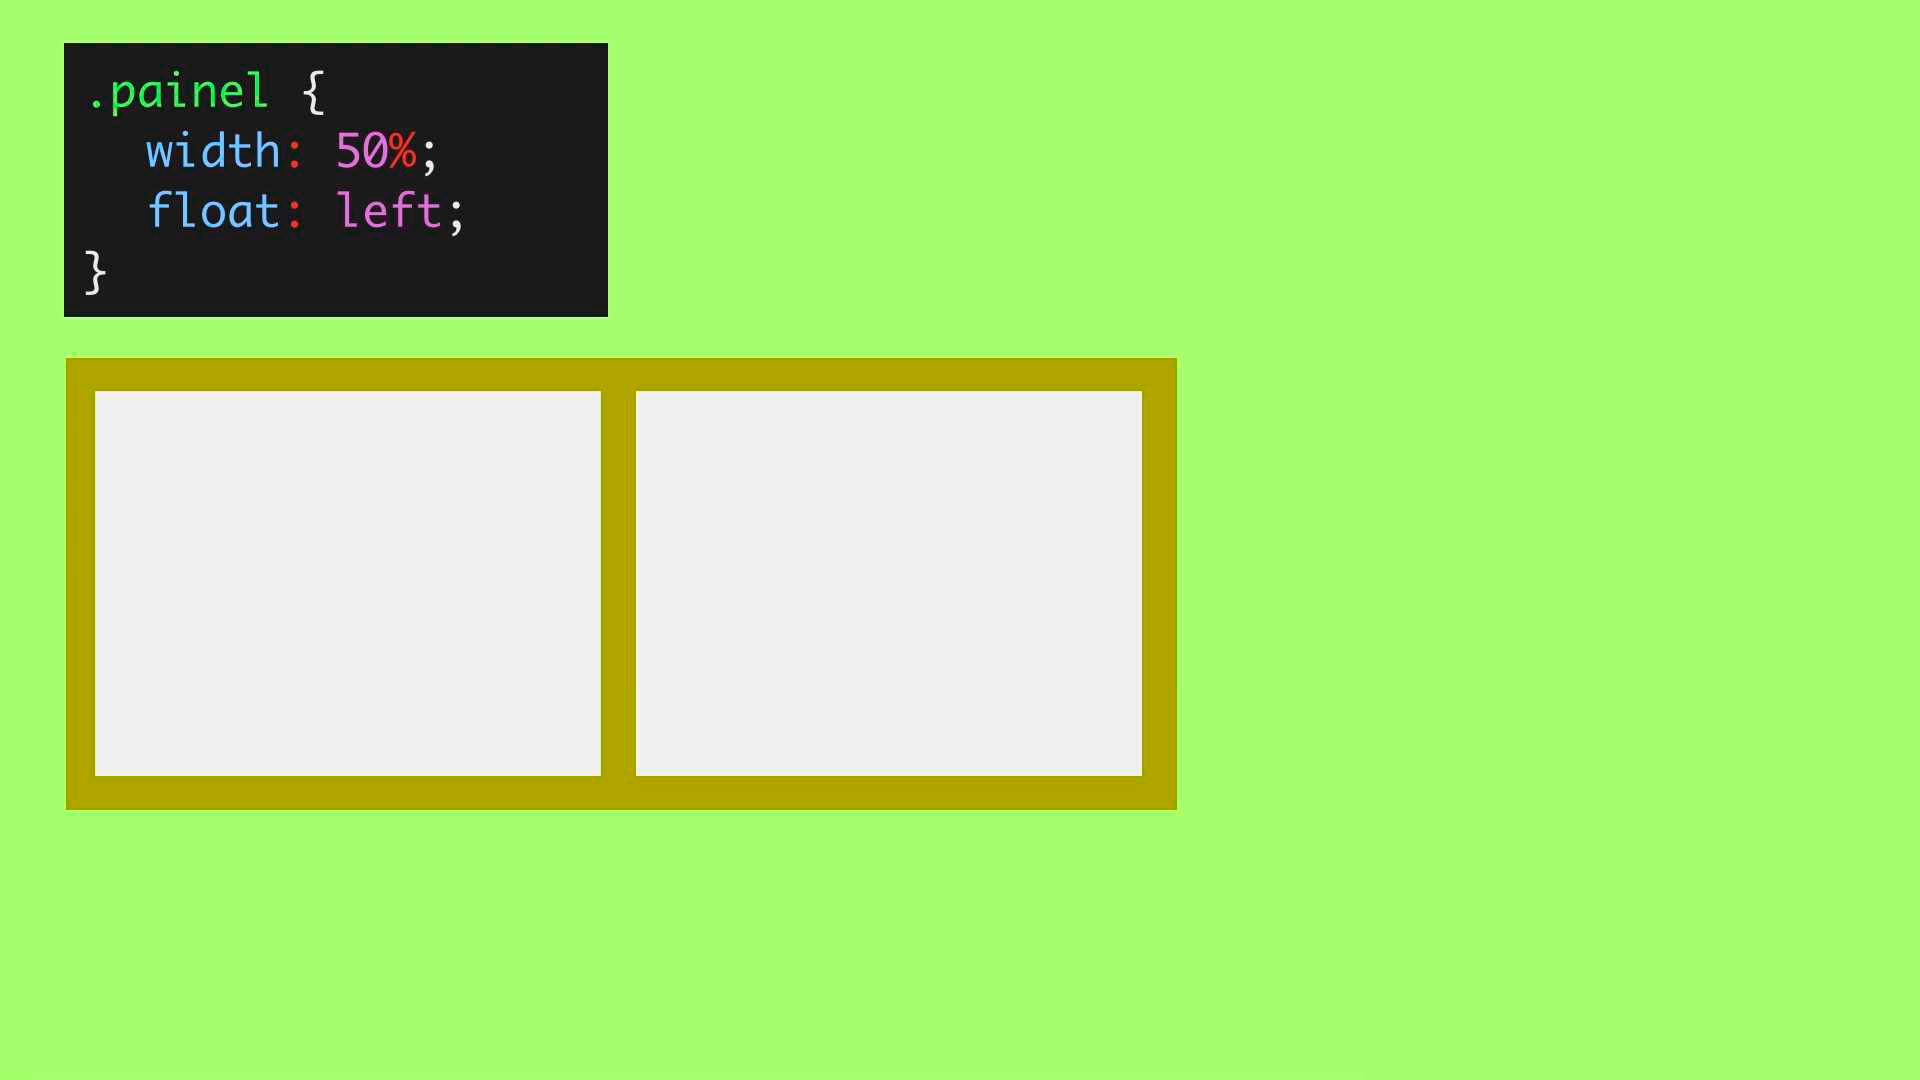 .painel {
width: 50%;
float: left;
}